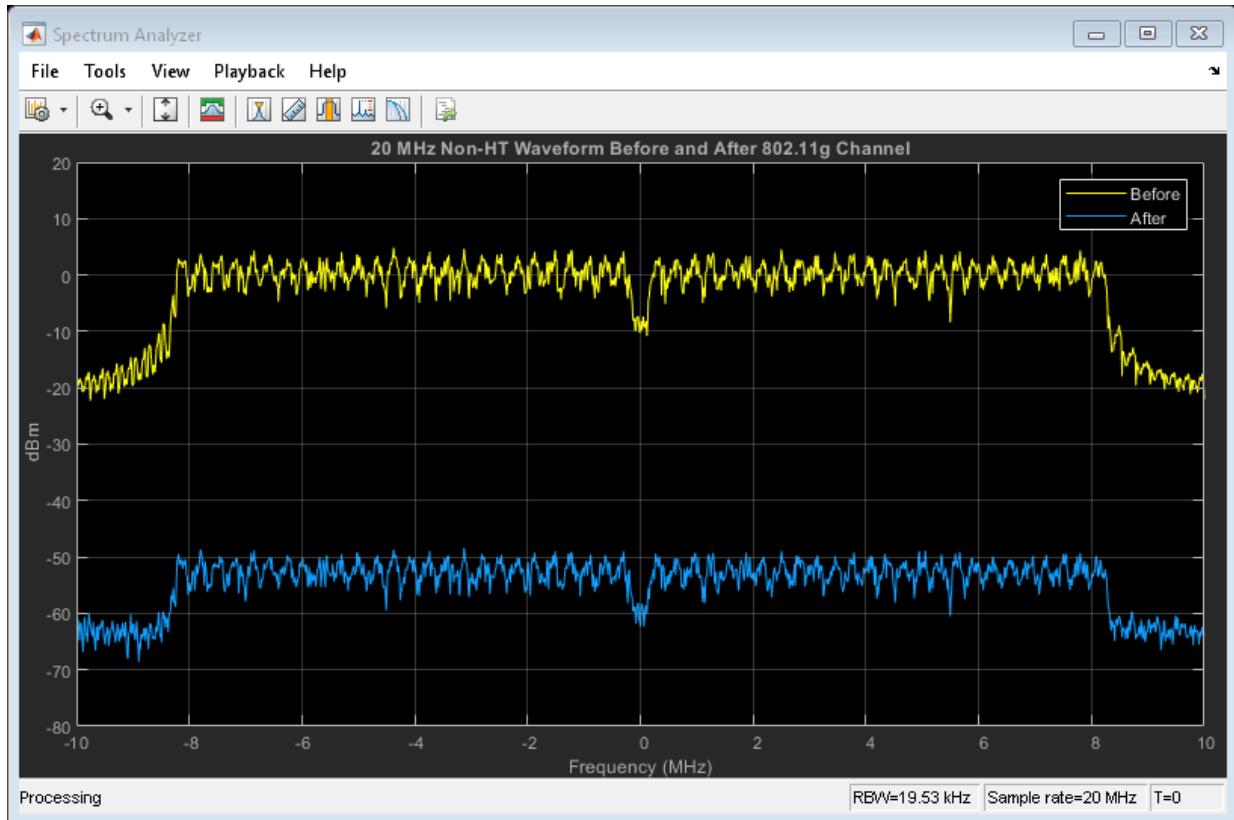 Spectrum Analyzer
File Tools View Playback Help
20 MHz Non-HT Waveform Before and After 802.11g Channel
Before
After
20
10
0
-10
-20
-30
-40
-50
-60
-70
-80
dBm
-10 -8 -6 -4 -2 0 2 4 6 8 10
Frequency (MHz)
Processing RBW=19.53 kHz Sample rate=20 MHz T=0